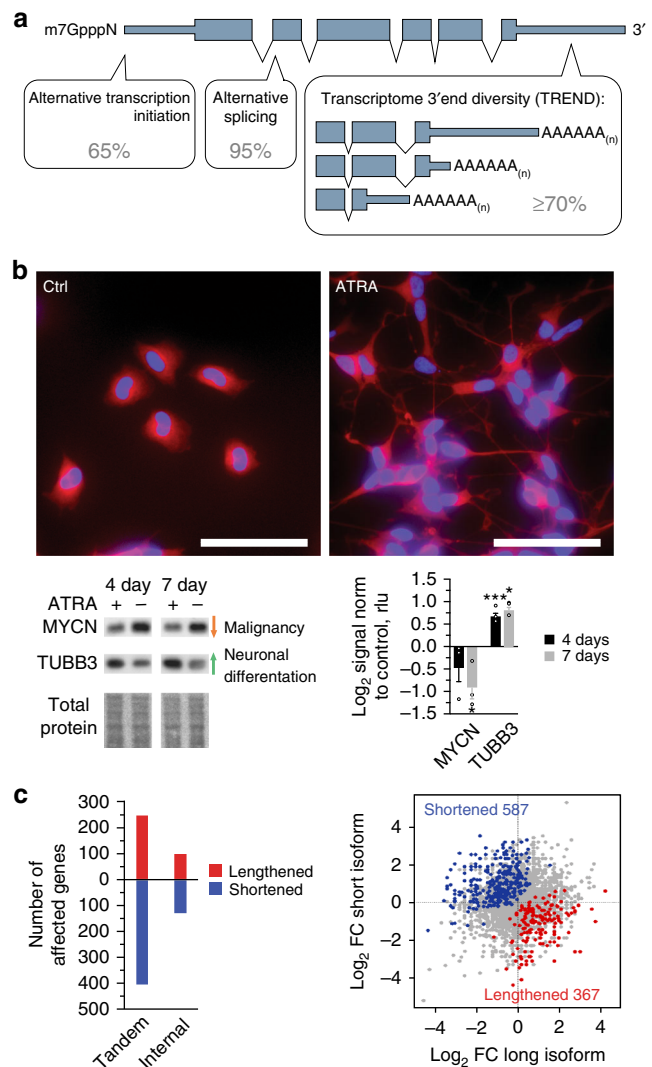 a
m7GpppN
3′
Alternative transcription
initiation
65%
Alternative
splicing
95%
Transcriptome 3′end diversity (TREND):
AAAAAA(n)
AAAAAA(n)
AAAAAA(n)
≥70%
b
Ctrl
ATRA
4 day 7 day
ATRA + − + −
MYCN
Malignancy
TUBB3
Neuronal
differentation
Total
protein
Log2 signal norm
to control, rlu
1.5
1.0
0.5
0.0
−0.5
−1.0
−1.5
***
*
*
4 days
7 days
MYCN
TUBB3
c
Number of
affected genes
300
200
100
0
100
200
300
400
500
Lengthened
Shortened
Tandem
Internal
Log2 FC short isoform
4
2
0
−2
−4
Shortened 587
Lengthened 367
−4 −2 0 2 4
Log2 FC long isoform